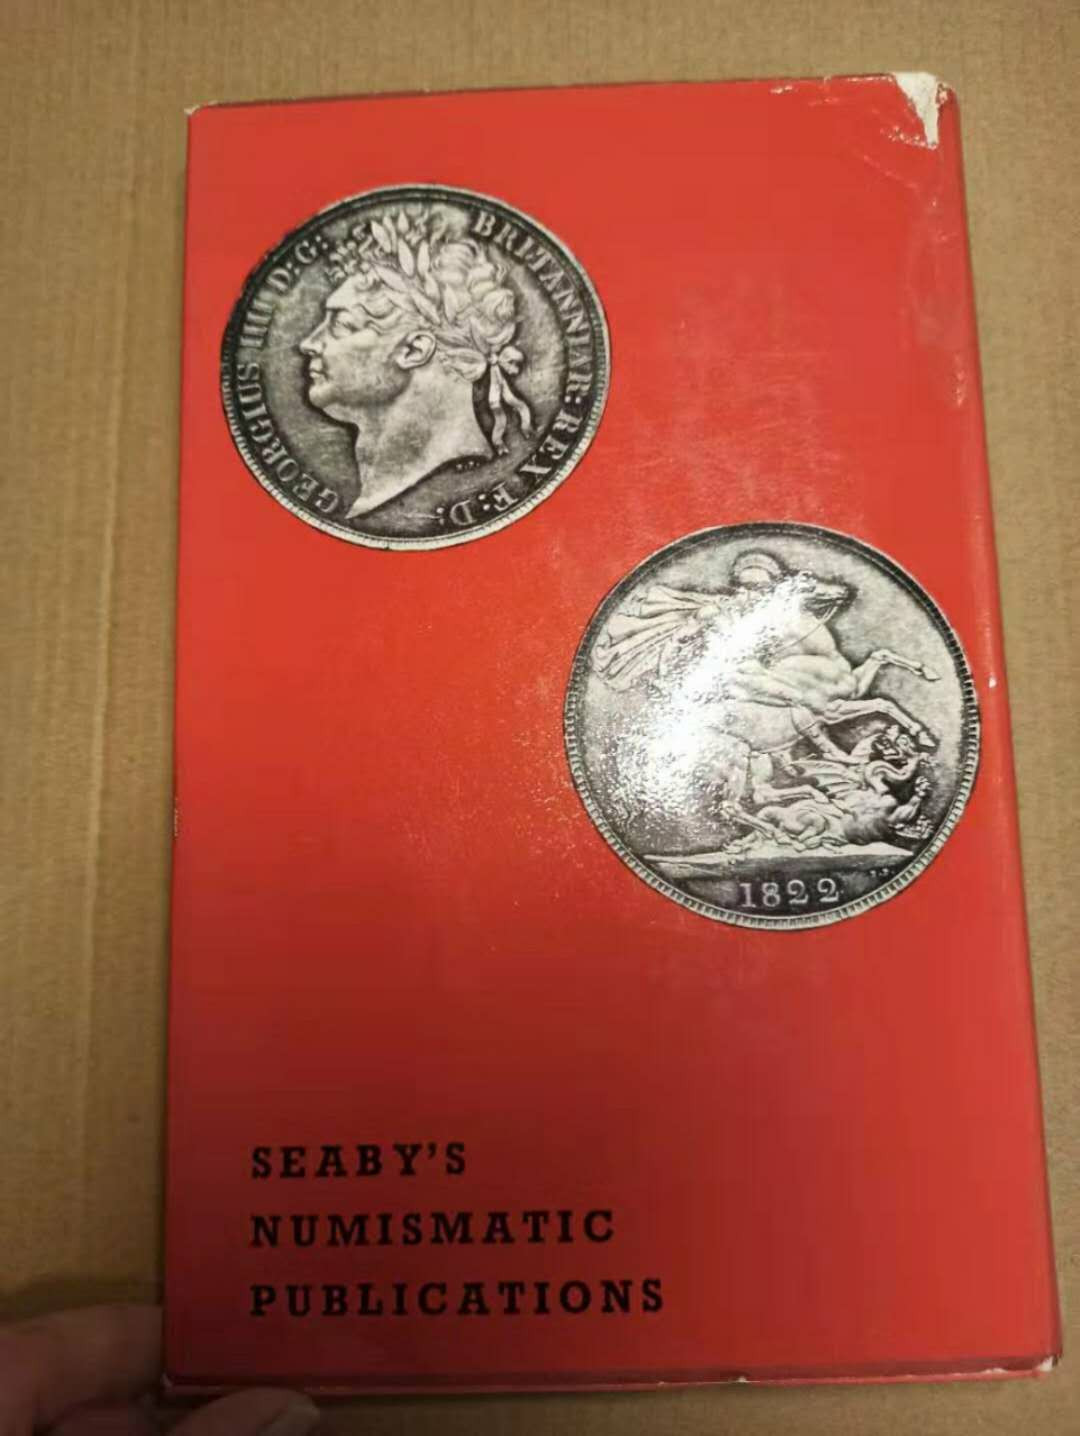 GEORGIUS IIII D: G: BRITANNIAR: REX F: D:
1822
SEABY'S
NUMISMATIC
PUBLICATIONS